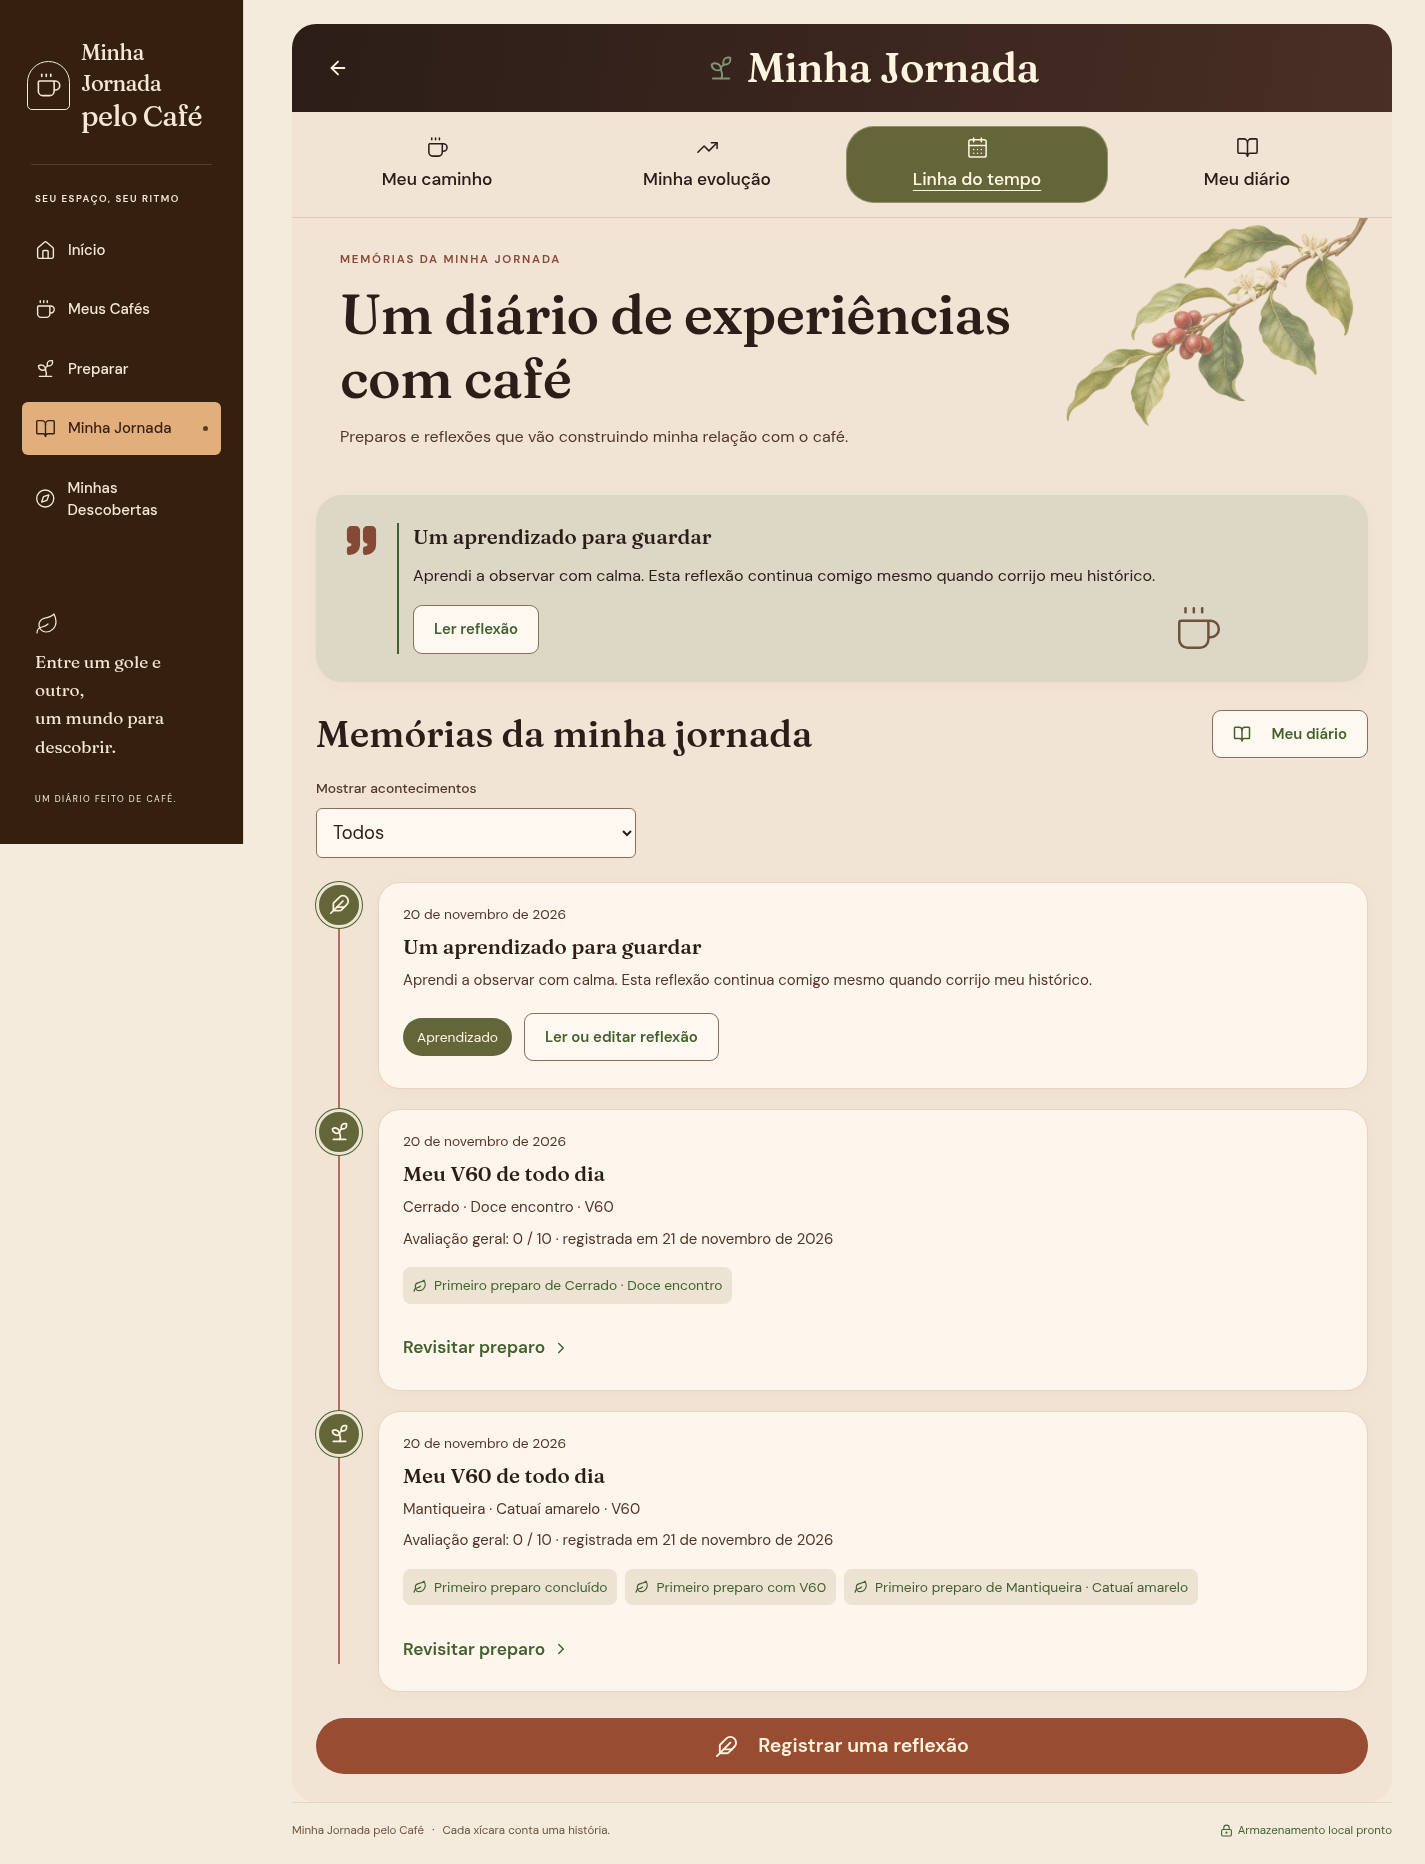 Minha
Jornada
pelo Café
SEU ESPAÇO, SEU RITMO
Início
Meus Cafés
Preparar
Minha Jornada
Minhas
Descobertas
Entre um gole e
outro,
um mundo para
descobrir.
UM DIÁRIO FEITO DE CAFÉ.
Minha Jornada
Meu caminho
Minha evolução
Linha do tempo
Meu diário
MEMÓRIAS DA MINHA JORNADA
Um diário de experiências
com café
Preparos e reflexões que vão construindo minha relação com o café.
Um aprendizado para guardar
Aprendi a observar com calma. Esta reflexão continua comigo mesmo quando corrijo meu histórico.
Ler reflexão
Memórias da minha jornada
Meu diário
Mostrar acontecimentos
Todos
20 de novembro de 2026
Um aprendizado para guardar
Aprendi a observar com calma. Esta reflexão continua comigo mesmo quando corrijo meu histórico.
Aprendizado
Ler ou editar reflexão
20 de novembro de 2026
Meu V60 de todo dia
Cerrado · Doce encontro · V60
Avaliação geral: 0 / 10 · registrada em 21 de novembro de 2026
Primeiro preparo de Cerrado · Doce encontro
Revisitar preparo
20 de novembro de 2026
Meu V60 de todo dia
Mantiqueira · Catuaí amarelo · V60
Avaliação geral: 0 / 10 · registrada em 21 de novembro de 2026
Primeiro preparo concluído
Primeiro preparo com V60
Primeiro preparo de Mantiqueira · Catuaí amarelo
Revisitar preparo
Registrar uma reflexão
Minha Jornada pelo Café · Cada xícara conta uma história.
Armazenamento local pronto